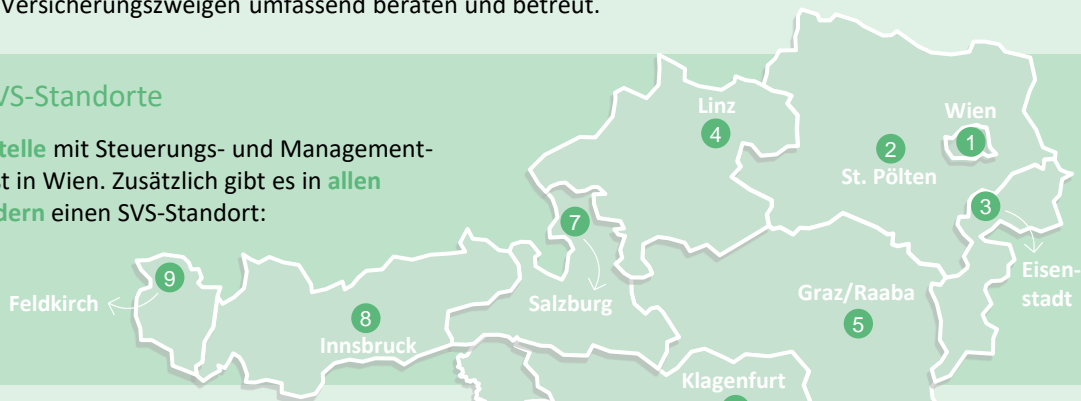 Versicherungszweigen umfassend beraten und betreut.
VS-Standorte
telle mit Steuerungs- und Management-
st in Wien. Zusätzlich gibt es in allen
dern einen SVS-Standort:
Linz
4
Wien
1
2
St. Pölten
3
Eisen-
stadt
7
Salzburg
9
Feldkirch
8
Innsbruck
Graz/Raaba
5
Klagenfurt